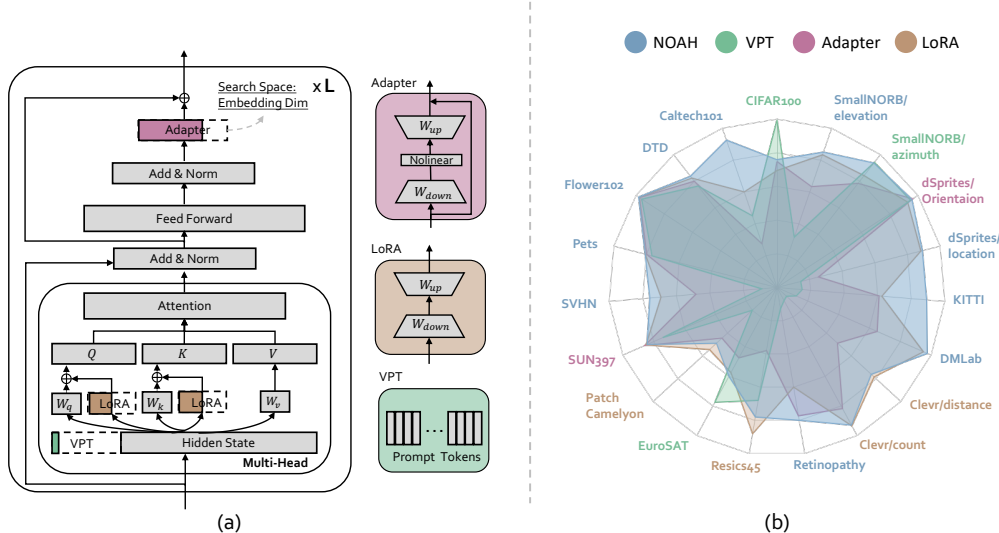 x L
Search Space:
Embedding Dim
Adapter
Add & Norm
Feed Forward
Add & Norm
Attention
Q
K
V
W_q
LoRA
W_k
LoRA
W_v
VPT
Hidden State
Multi-Head
Adapter
W_up
Nolinear
W_down
LoRA
W_up
W_down
VPT
...
Prompt Tokens
(a)
NOAH
VPT
Adapter
LoRA
CIFAR100
SmallNORB/
elevation
SmallNORB/
azimuth
dSprites/
Orientaion
dSprites/
location
KITTI
DMLab
Clevr/distance
Clevr/count
Retinopathy
Resics45
EuroSAT
Patch
Camelyon
SUN397
SVHN
Pets
Flower102
DTD
Caltech101
(b)